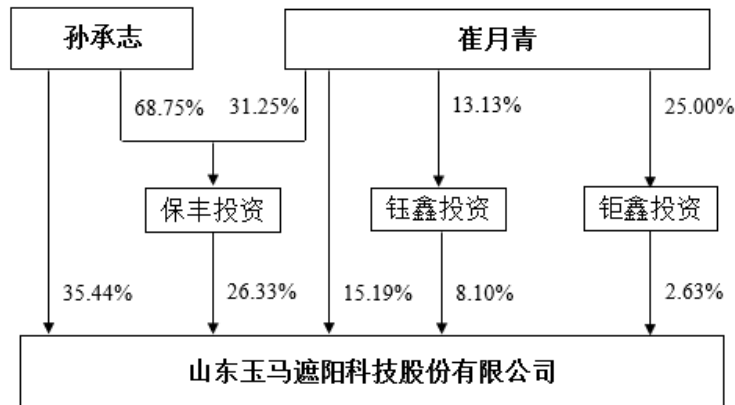 孙承志
崔月青
68.75%
31.25%
13.13%
25.00%
保丰投资
钰鑫投资
钜鑫投资
35.44%
26.33%
15.19%
8.10%
2.63%
山东玉马遮阳科技股份有限公司